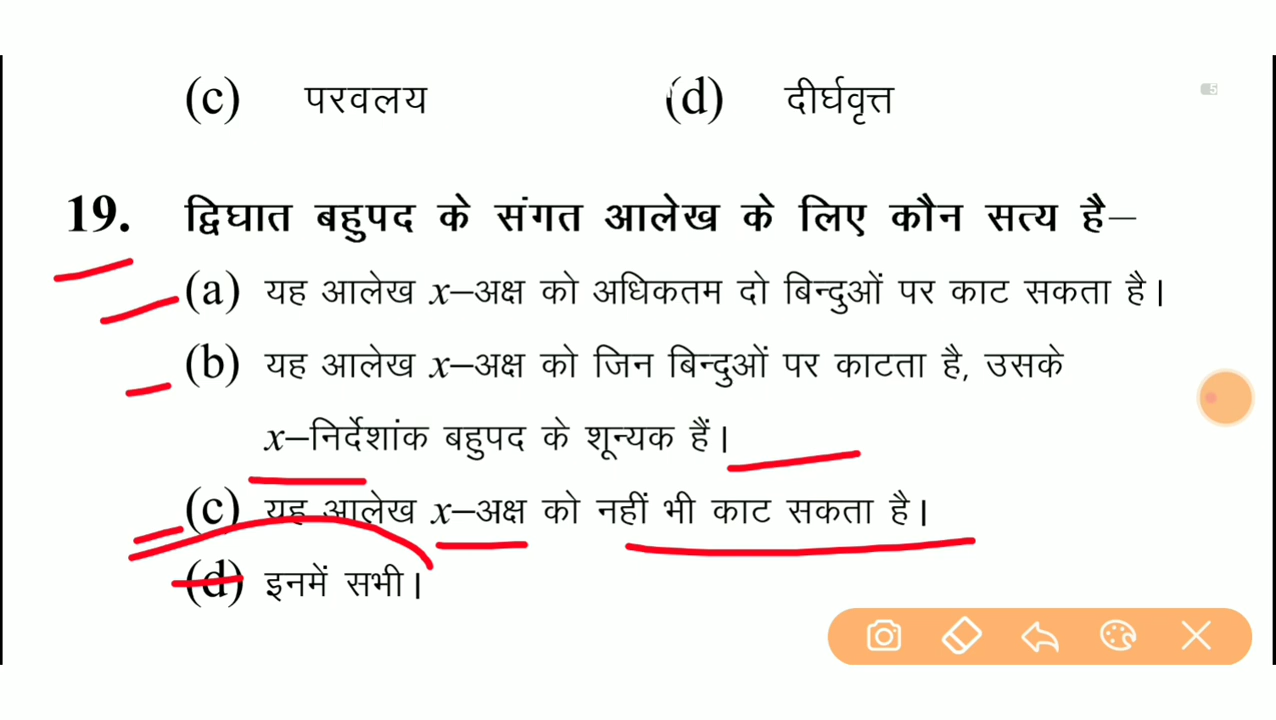 (c) परवलय (d) दीर्घवृत्त
5
19. द्विघात बहुपद के संगत आलेख के लिए कौन सत्य है–
(a) यह आलेख x–अक्ष को अधिकतम दो बिन्दुओं पर काट सकता है।
(b) यह आलेख x–अक्ष को जिन बिन्दुओं पर काटता है, उसके
x–निर्देशांक बहुपद के शून्यक हैं।
(c) यह आलेख x–अक्ष को नहीं भी काट सकता है।
(d) इनमें सभी।